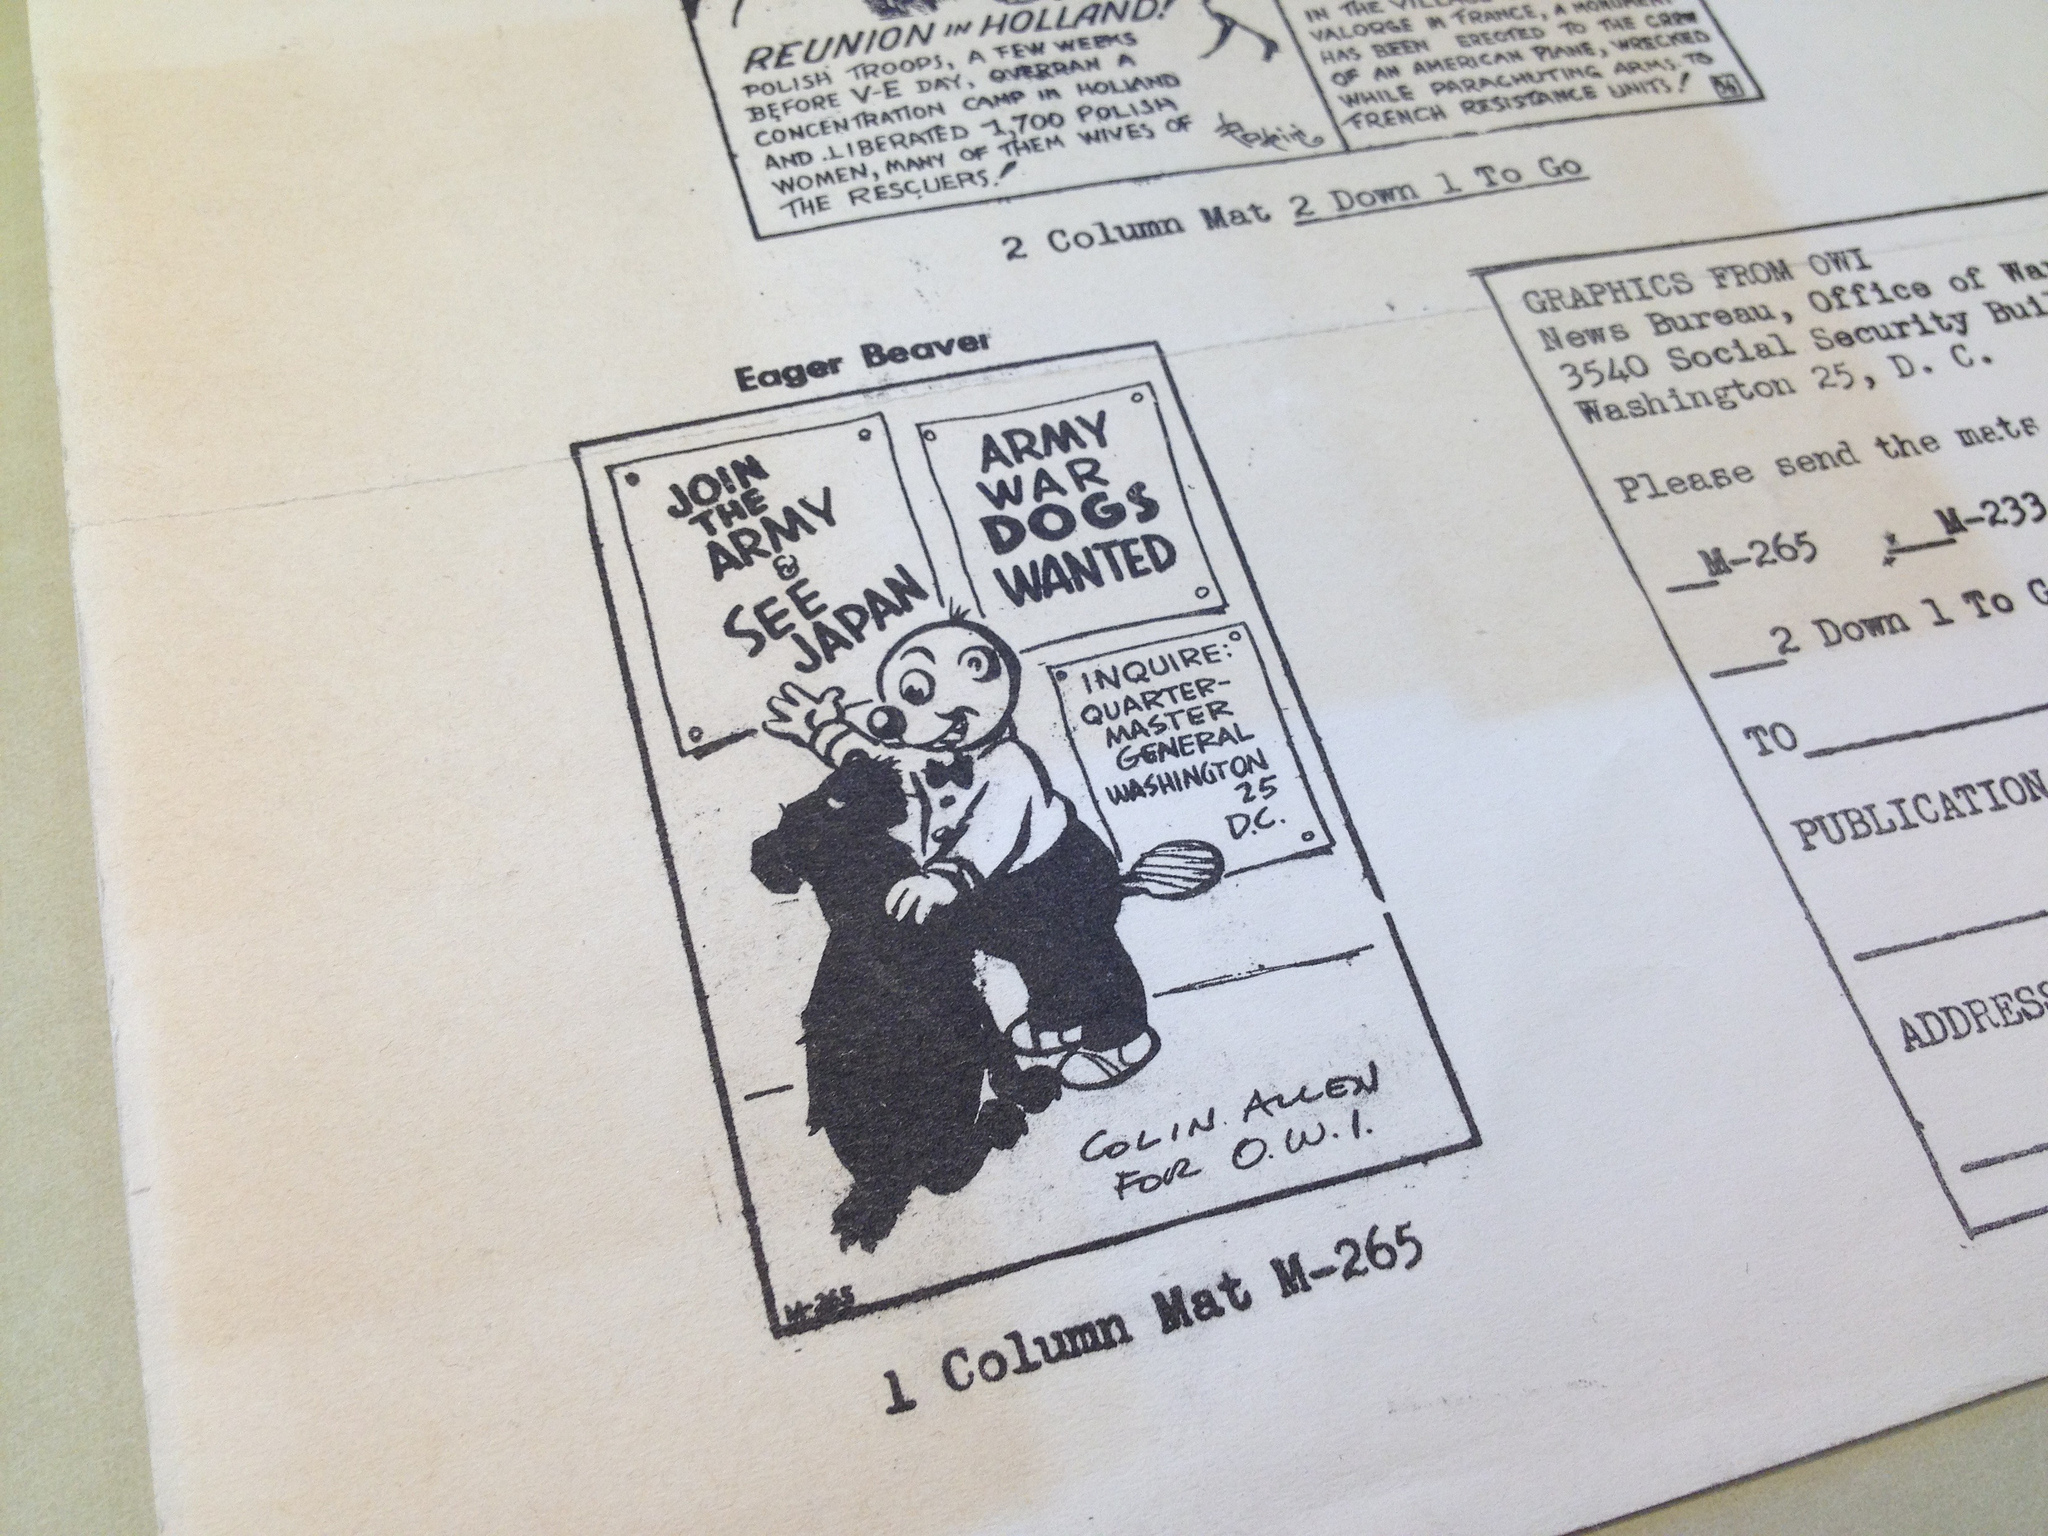 REUNION IN HOLLAND!
POLISH TROOPS, A FEW WEEKS
BEFORE V-E DAY, OVERRAN A
CONCENTRATION CAMP IN HOLLAND
AND LIBERATED 1,700 POLISH
WOMEN, MANY OF THEM WIVES OF
THE RESCUERS!
IN THE
VALORGE IN FRANCE, A MONUMENT
HAS BEEN ERECTED TO THE CREW
OF AN AMERICAN PLANE, WRECKED
WHILE PARACHUTING ARMS TO
FRENCH RESISTANCE UNITS!
2 Column Mat 2 Down 1 To Go
Eager Beaver
JOIN
THE
ARMY
&
SEE
JAPAN
ARMY
WAR
DOGS
WANTED
INQUIRE:
QUARTER-
MASTER
GENERAL
WASHINGTON
25
D.C.
COLIN ALLEN
FOR O.W.I.
M-265
1 Column Mat M-265
GRAPHICS FROM OWI
News Bureau, Office of
3540 Social Security
Washington 25, D. C.
Please send the mats
__M-265 __M-233
__2 Down 1 To
TO
PUBLICATION
ADDRESS